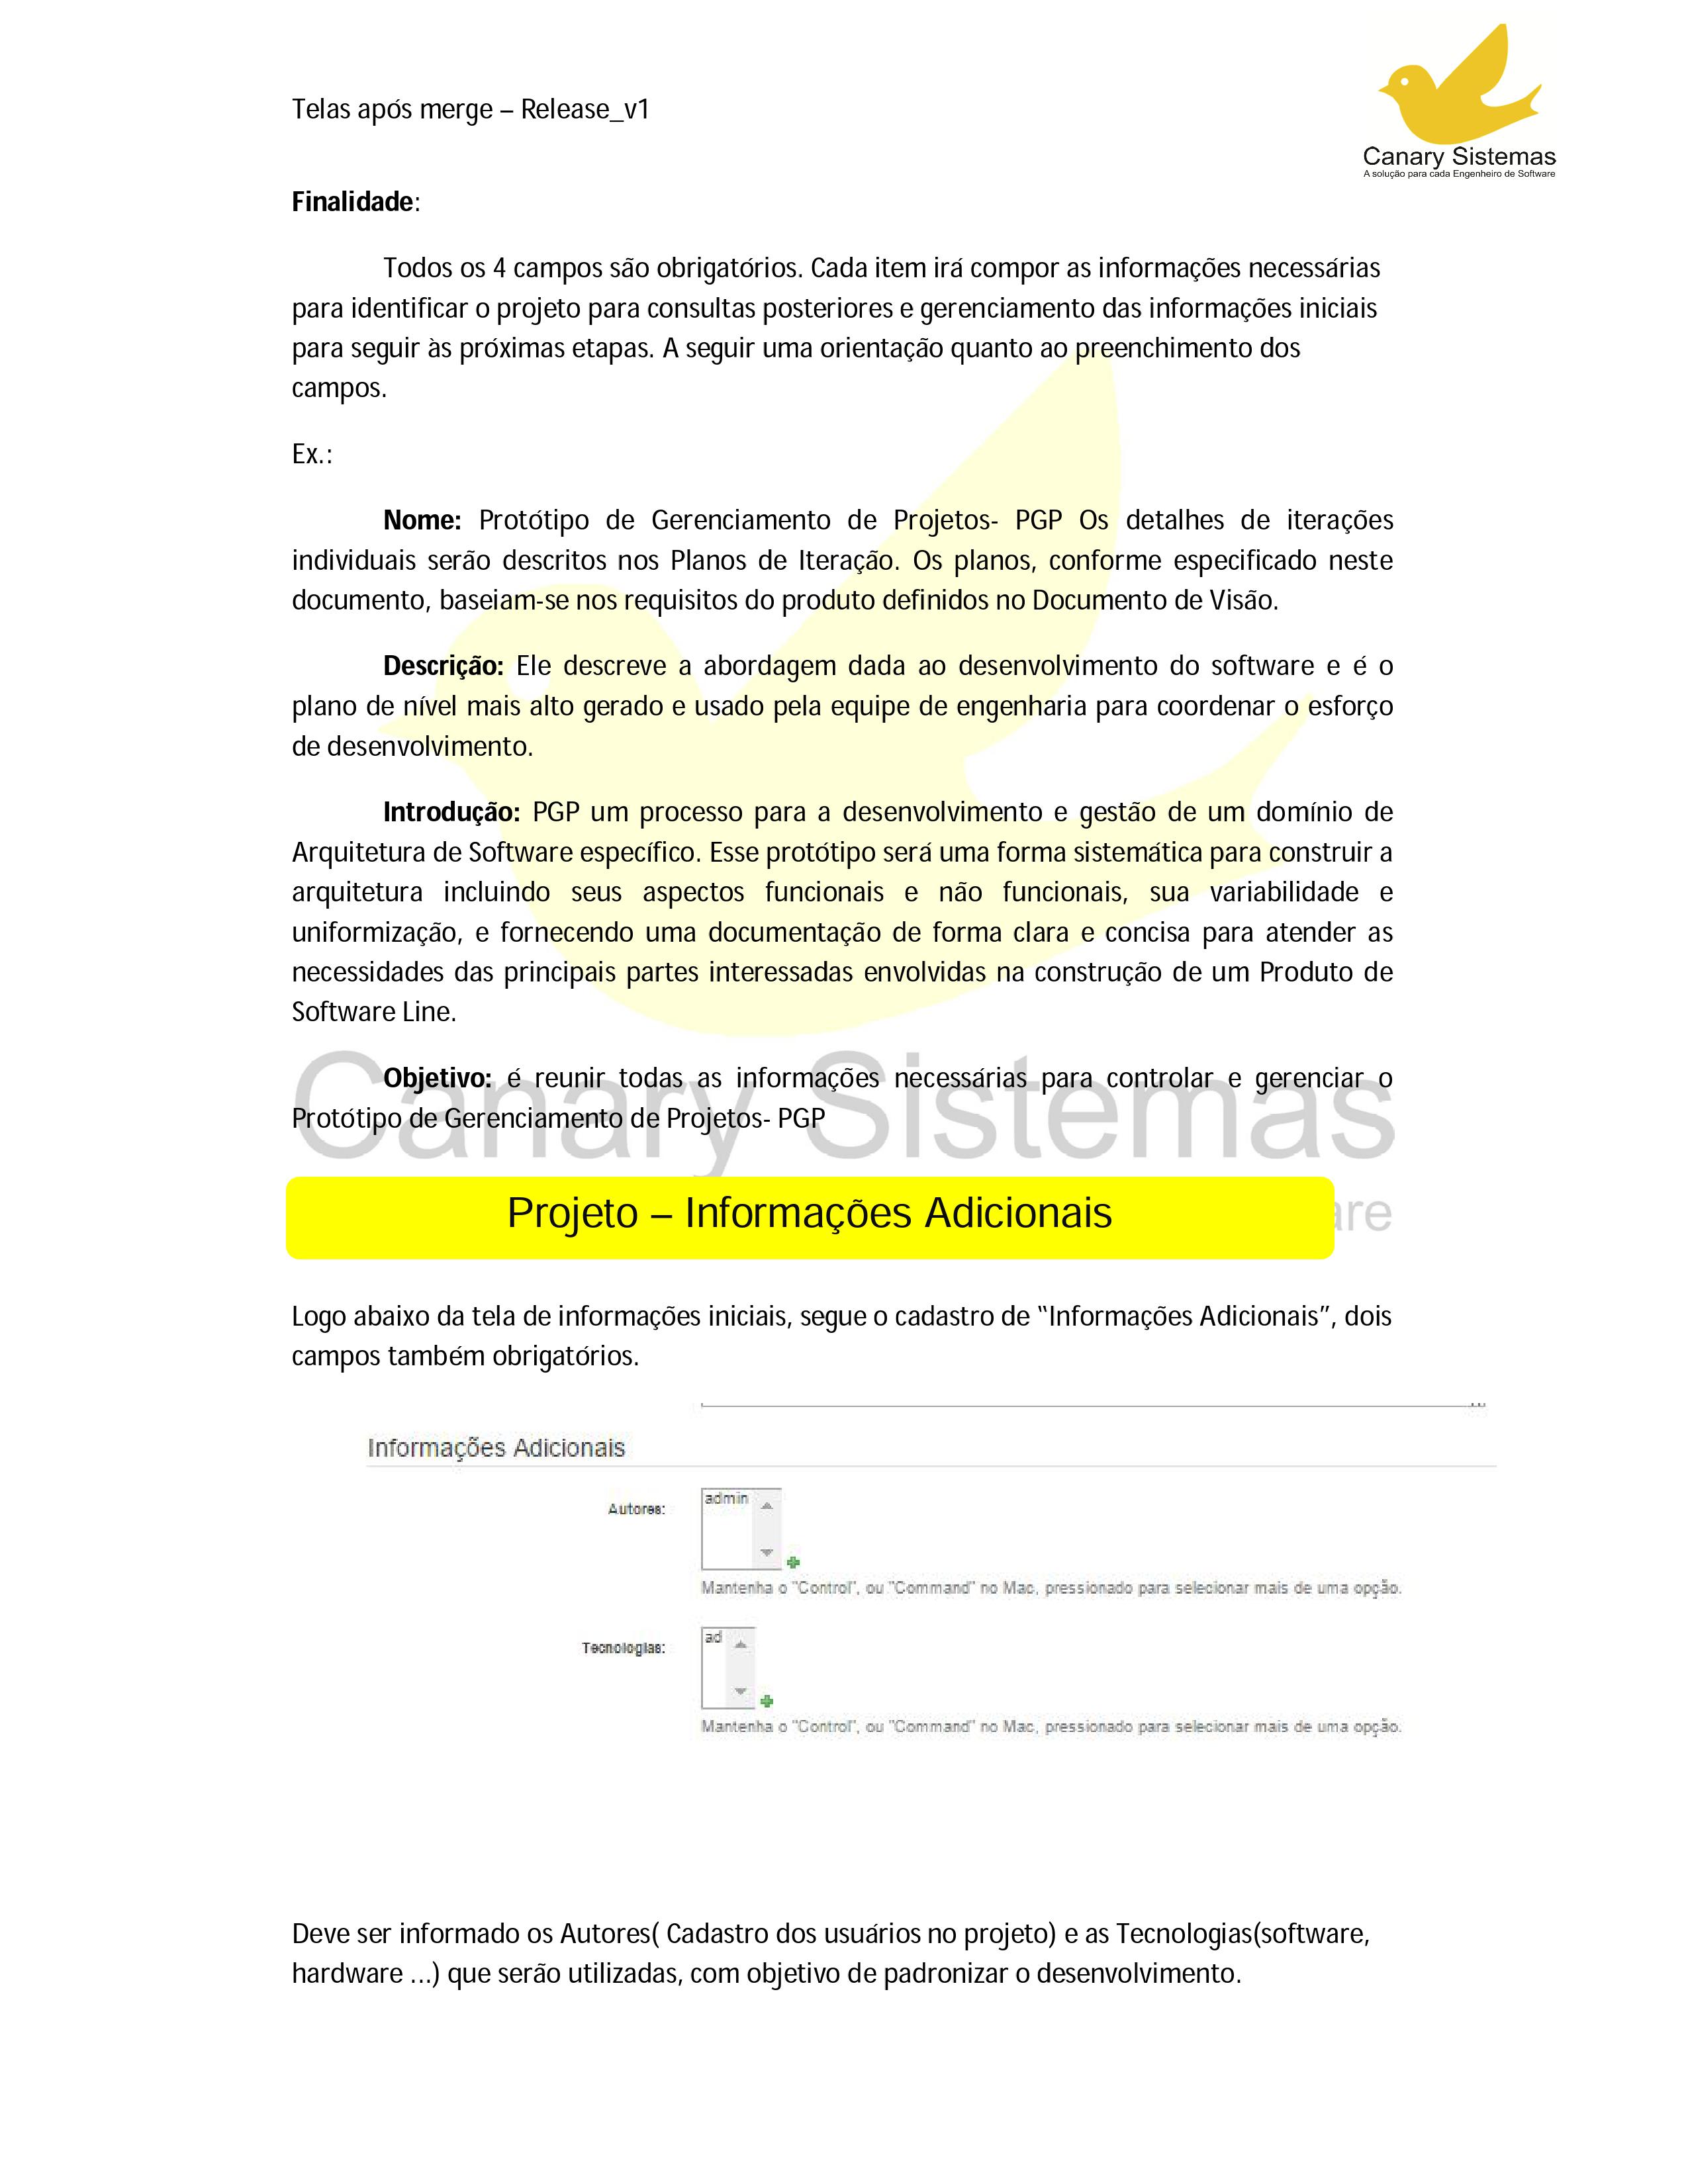 Telas após merge – Release_v1
Canary Sistemas
A solução para cada Engenheiro de Software
Finalidade:
Todos os 4 campos são obrigatórios. Cada item irá compor as informações necessárias
para identificar o projeto para consultas posteriores e gerenciamento das informações iniciais
para seguir às próximas etapas. A seguir uma orientação quanto ao preenchimento dos
campos.
Ex.:
Nome: Protótipo de Gerenciamento de Projetos- PGP Os detalhes de iterações
individuais serão descritos nos Planos de Iteração. Os planos, conforme especificado neste
documento, baseiam-se nos requisitos do produto definidos no Documento de Visão.
Descrição: Ele descreve a abordagem dada ao desenvolvimento do software e é o
plano de nível mais alto gerado e usado pela equipe de engenharia para coordenar o esforço
de desenvolvimento.
Introdução: PGP um processo para a desenvolvimento e gestão de um domínio de
Arquitetura de Software específico. Esse protótipo será uma forma sistemática para construir a
arquitetura incluindo seus aspectos funcionais e não funcionais, sua variabilidade e
uniformização, e fornecendo uma documentação de forma clara e concisa para atender as
necessidades das principais partes interessadas envolvidas na construção de um Produto de
Software Line.
Objetivo: é reunir todas as informações necessárias para controlar e gerenciar o
Protótipo de Gerenciamento de Projetos- PGP
Canary Sistemas
Projeto – Informações Adicionais
Logo abaixo da tela de informações iniciais, segue o cadastro de “Informações Adicionais”, dois
campos também obrigatórios.
Informações Adicionais
Autores:
admin
Mantenha o "Control", ou "Command" no Mac, pressionado para selecionar mais de uma opção.
Tecnologias:
ad
Mantenha o "Control", ou "Command" no Mac, pressionado para selecionar mais de uma opção.
Deve ser informado os Autores( Cadastro dos usuários no projeto) e as Tecnologias(software,
hardware ...) que serão utilizadas, com objetivo de padronizar o desenvolvimento.